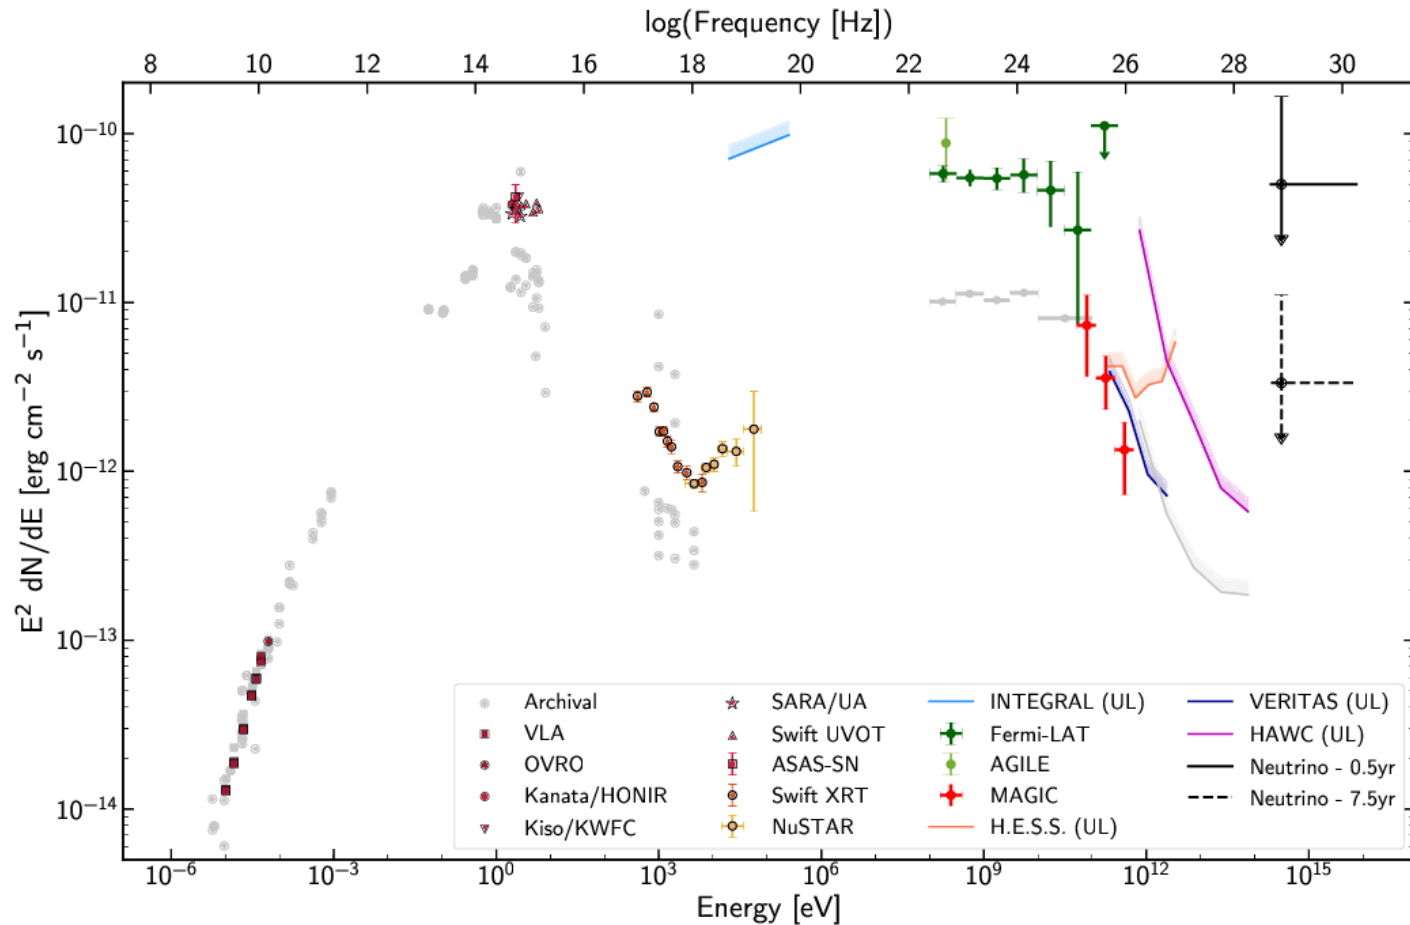 log(Frequency [Hz])
8 10 12 14 16 18 20 22 24 26 28 30
E² dN/dE [erg cm⁻² s⁻¹]
10⁻¹⁰
10⁻¹¹
10⁻¹²
10⁻¹³
10⁻¹⁴
Archival SARA/UA INTEGRAL (UL) VERITAS (UL)
VLA Swift UVOT Fermi-LAT HAWC (UL)
OVRO ASAS-SN AGILE Neutrino - 0.5yr
Kanata/HONIR Swift XRT MAGIC Neutrino - 7.5yr
Kiso/KWFC NuSTAR H.E.S.S. (UL)
10⁻⁶ 10⁻³ 10⁰ 10³ 10⁶ 10⁹ 10¹² 10¹⁵
Energy [eV]